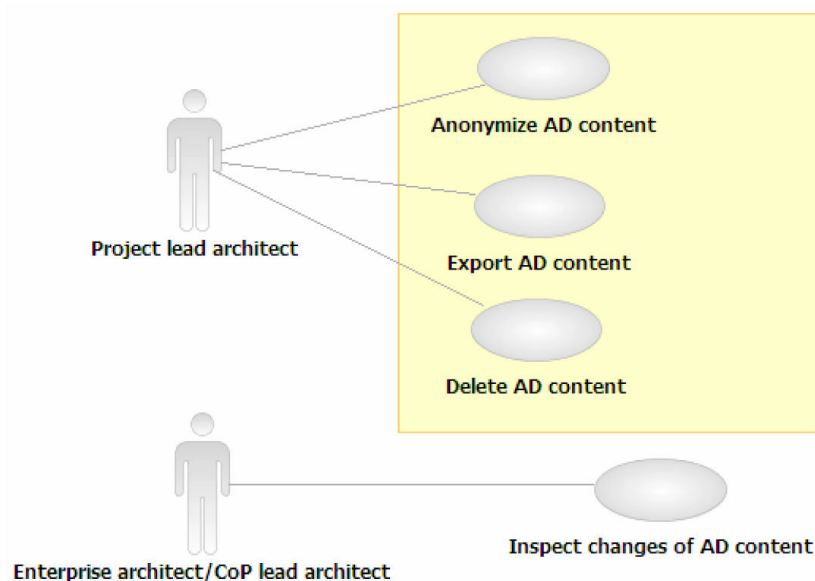 Anonymize AD content
Project lead architect
Export AD content
Delete AD content
Inspect changes of AD content
Enterprise architect/CoP lead architect